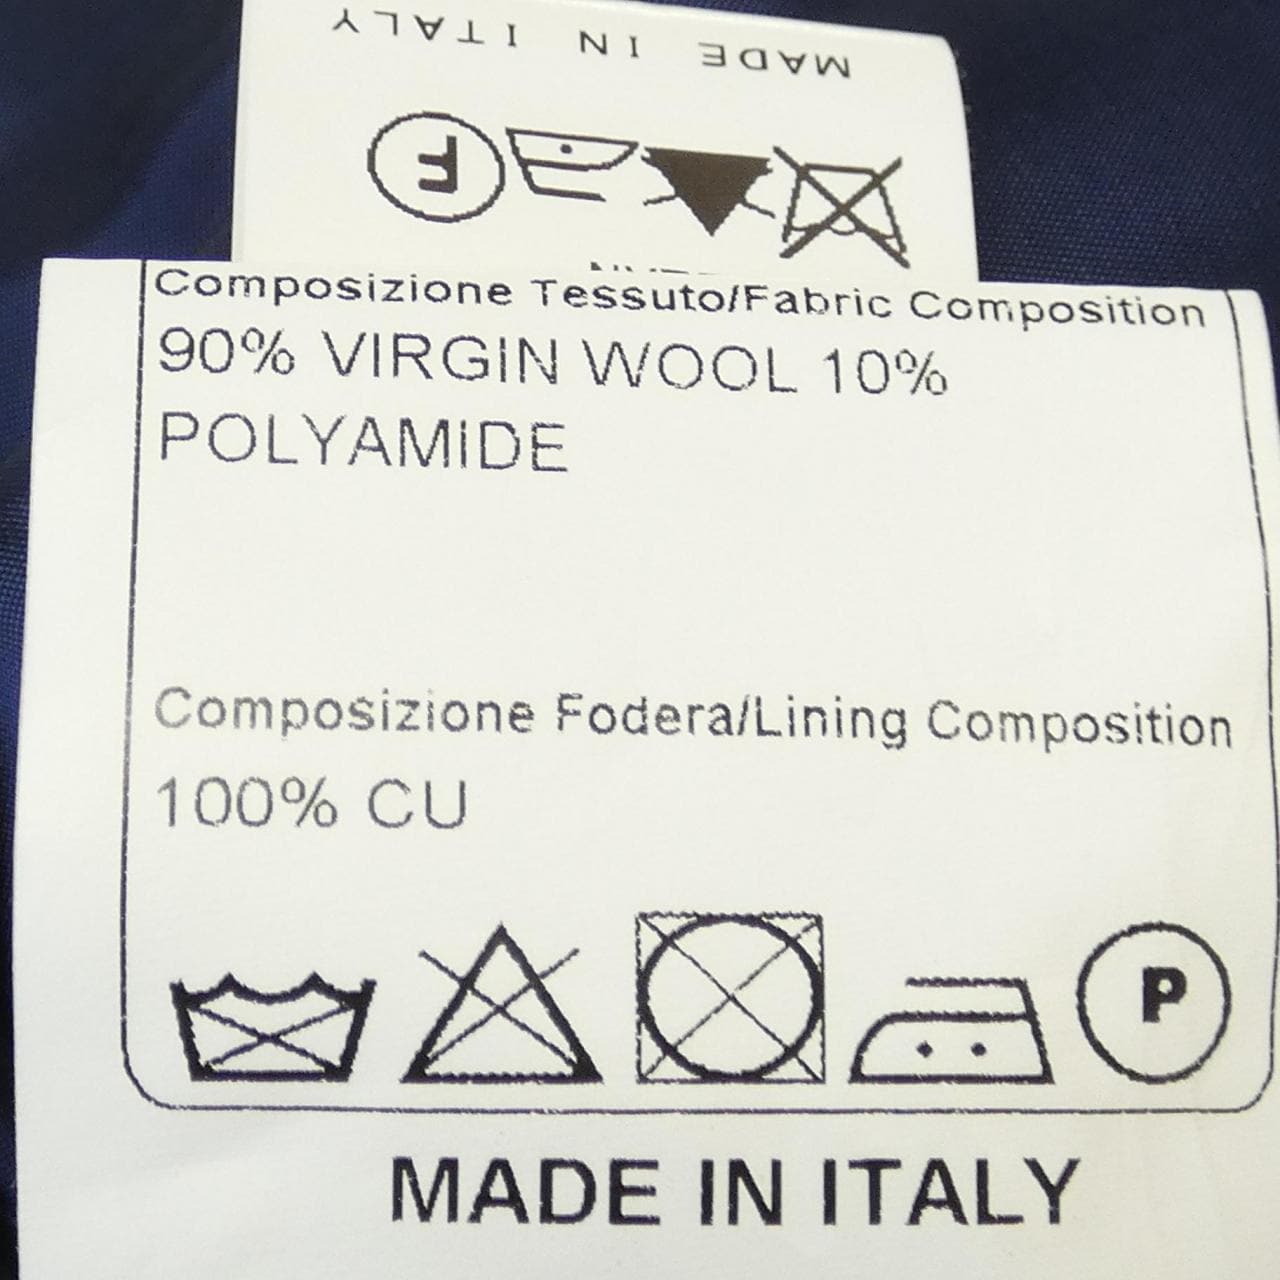 MADE IN ITALY
F
Composizione Tessuto/Fabric Composition
90% VIRGIN WOOL 10%
POLYAMIDE
Composizione Fodera/Lining Composition
100% CU
P
MADE IN ITALY